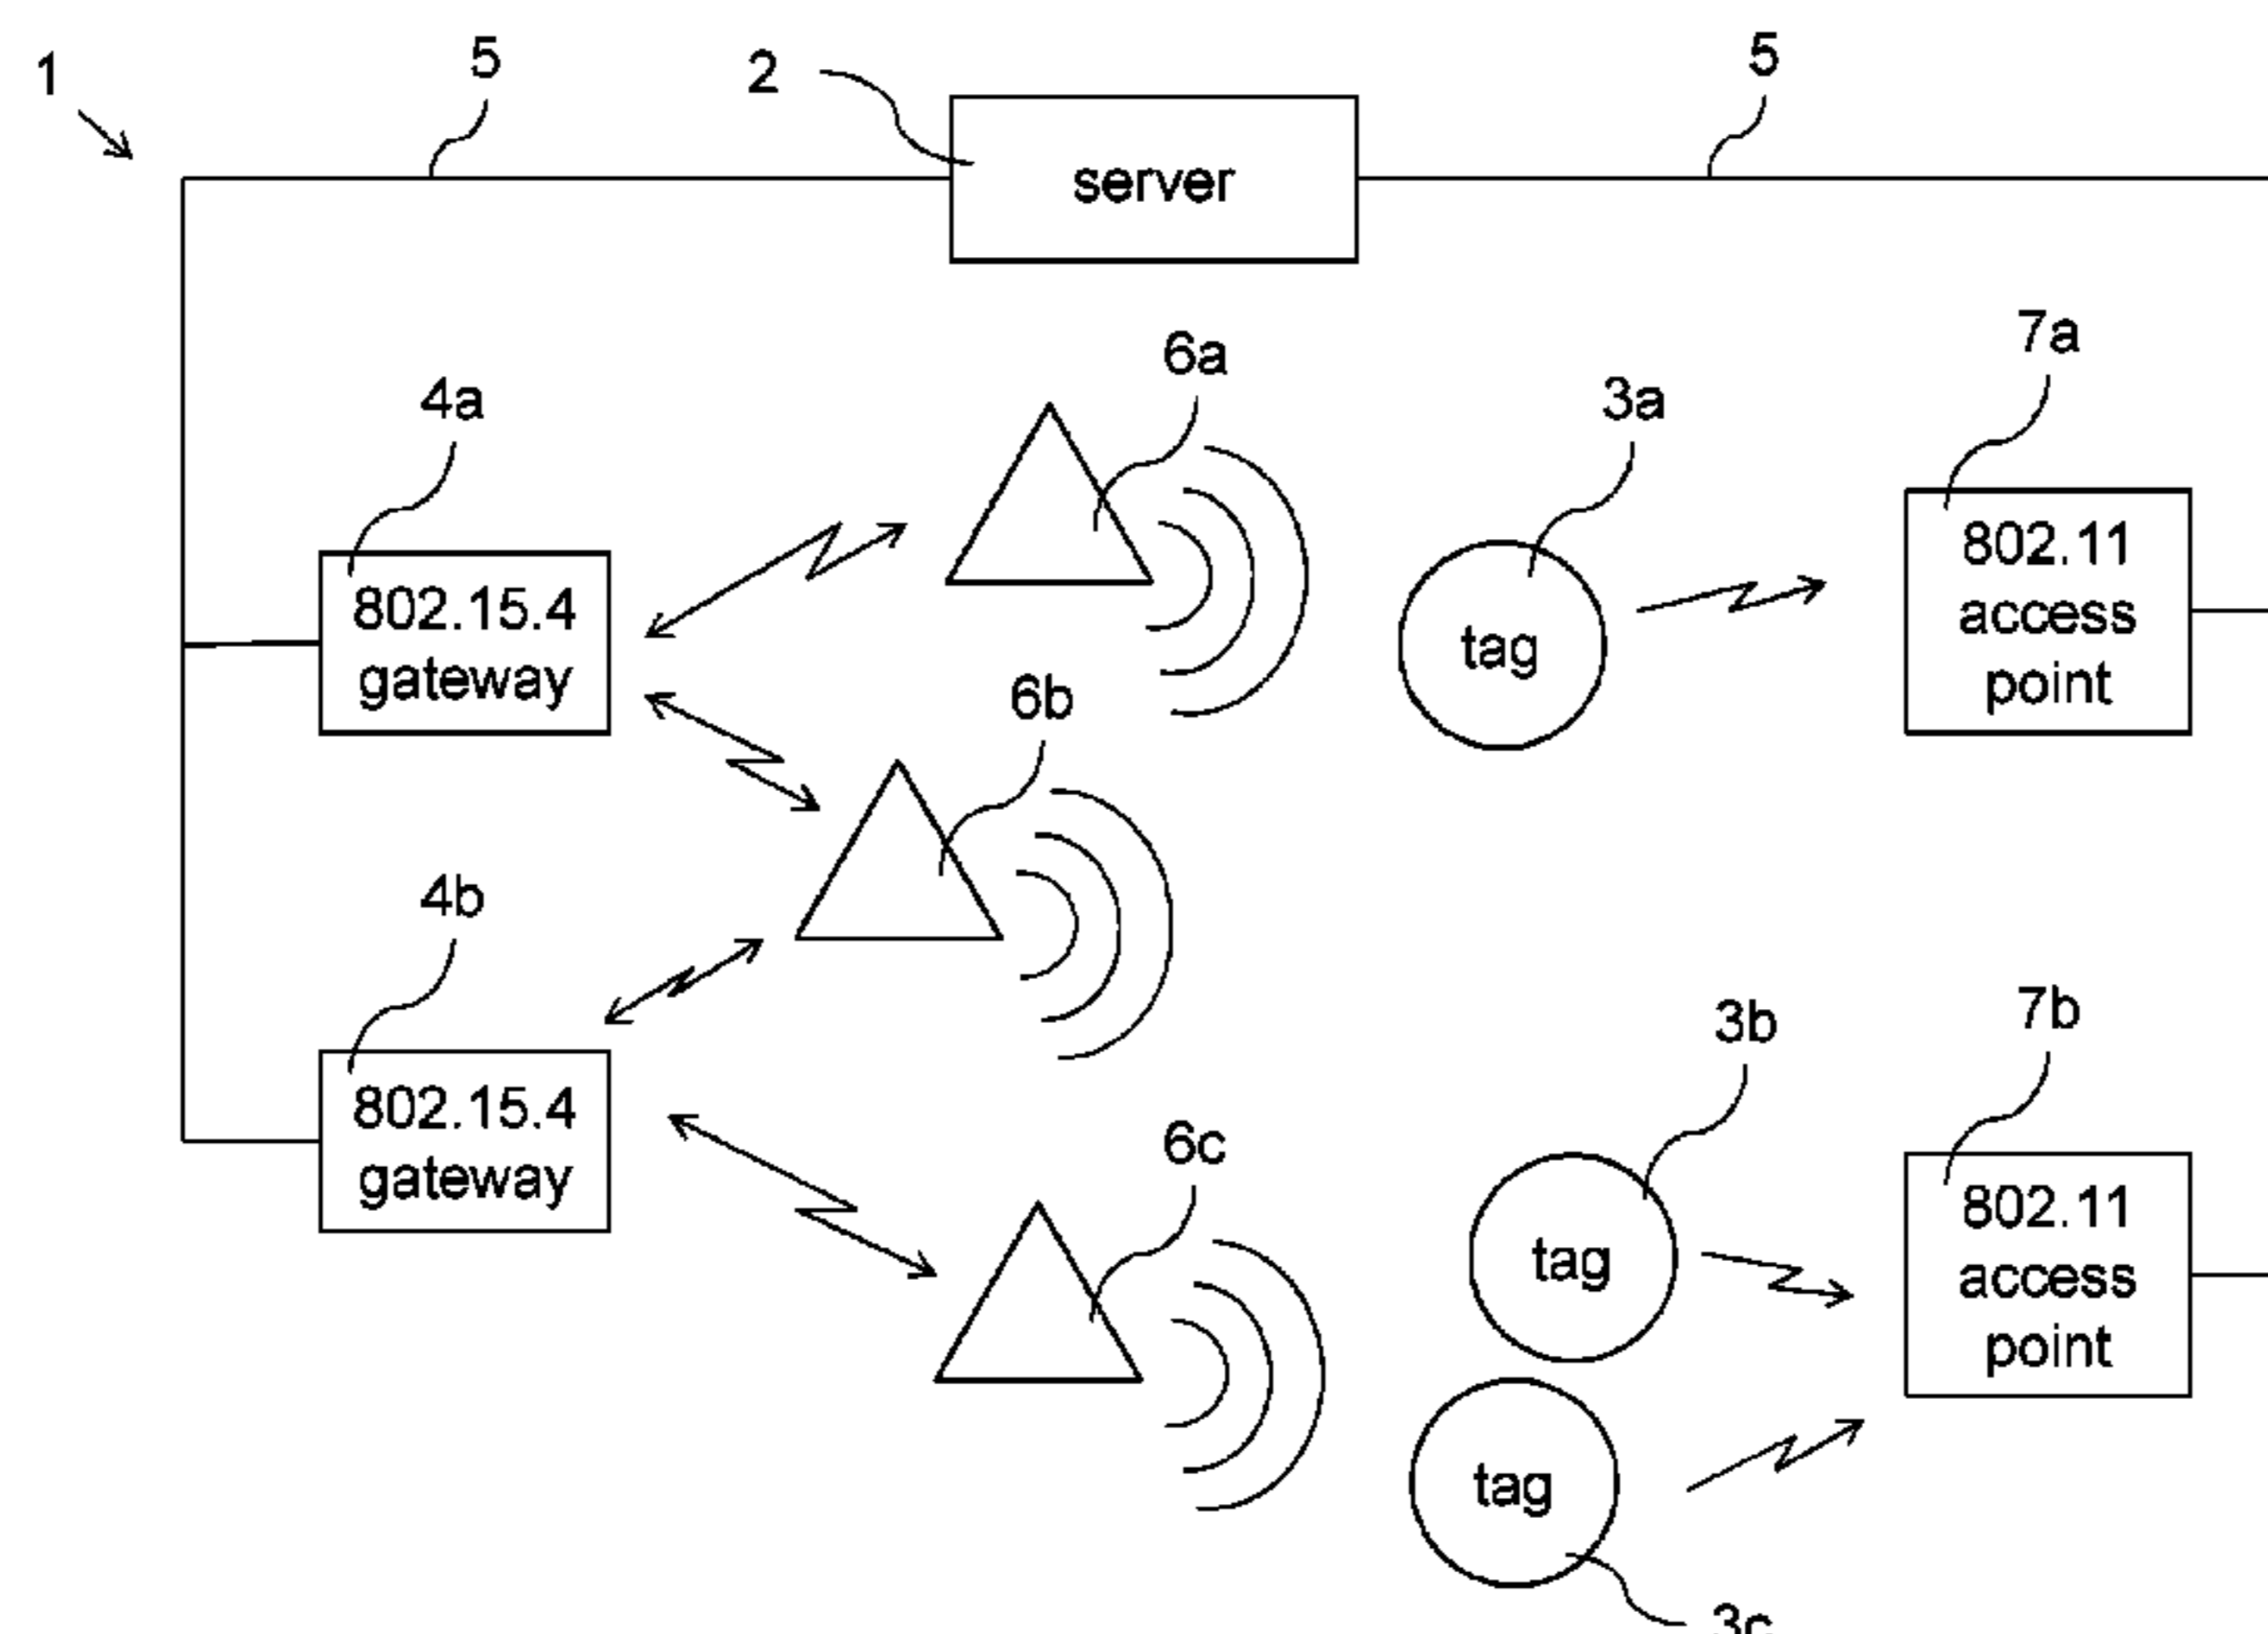 1
5
2
5
server
6a
7a
4a
3a
802.15.4
gateway
802.11
access
point
tag
6b
4b
3b
7b
802.15.4
gateway
6c
802.11
access
point
tag
tag
3c